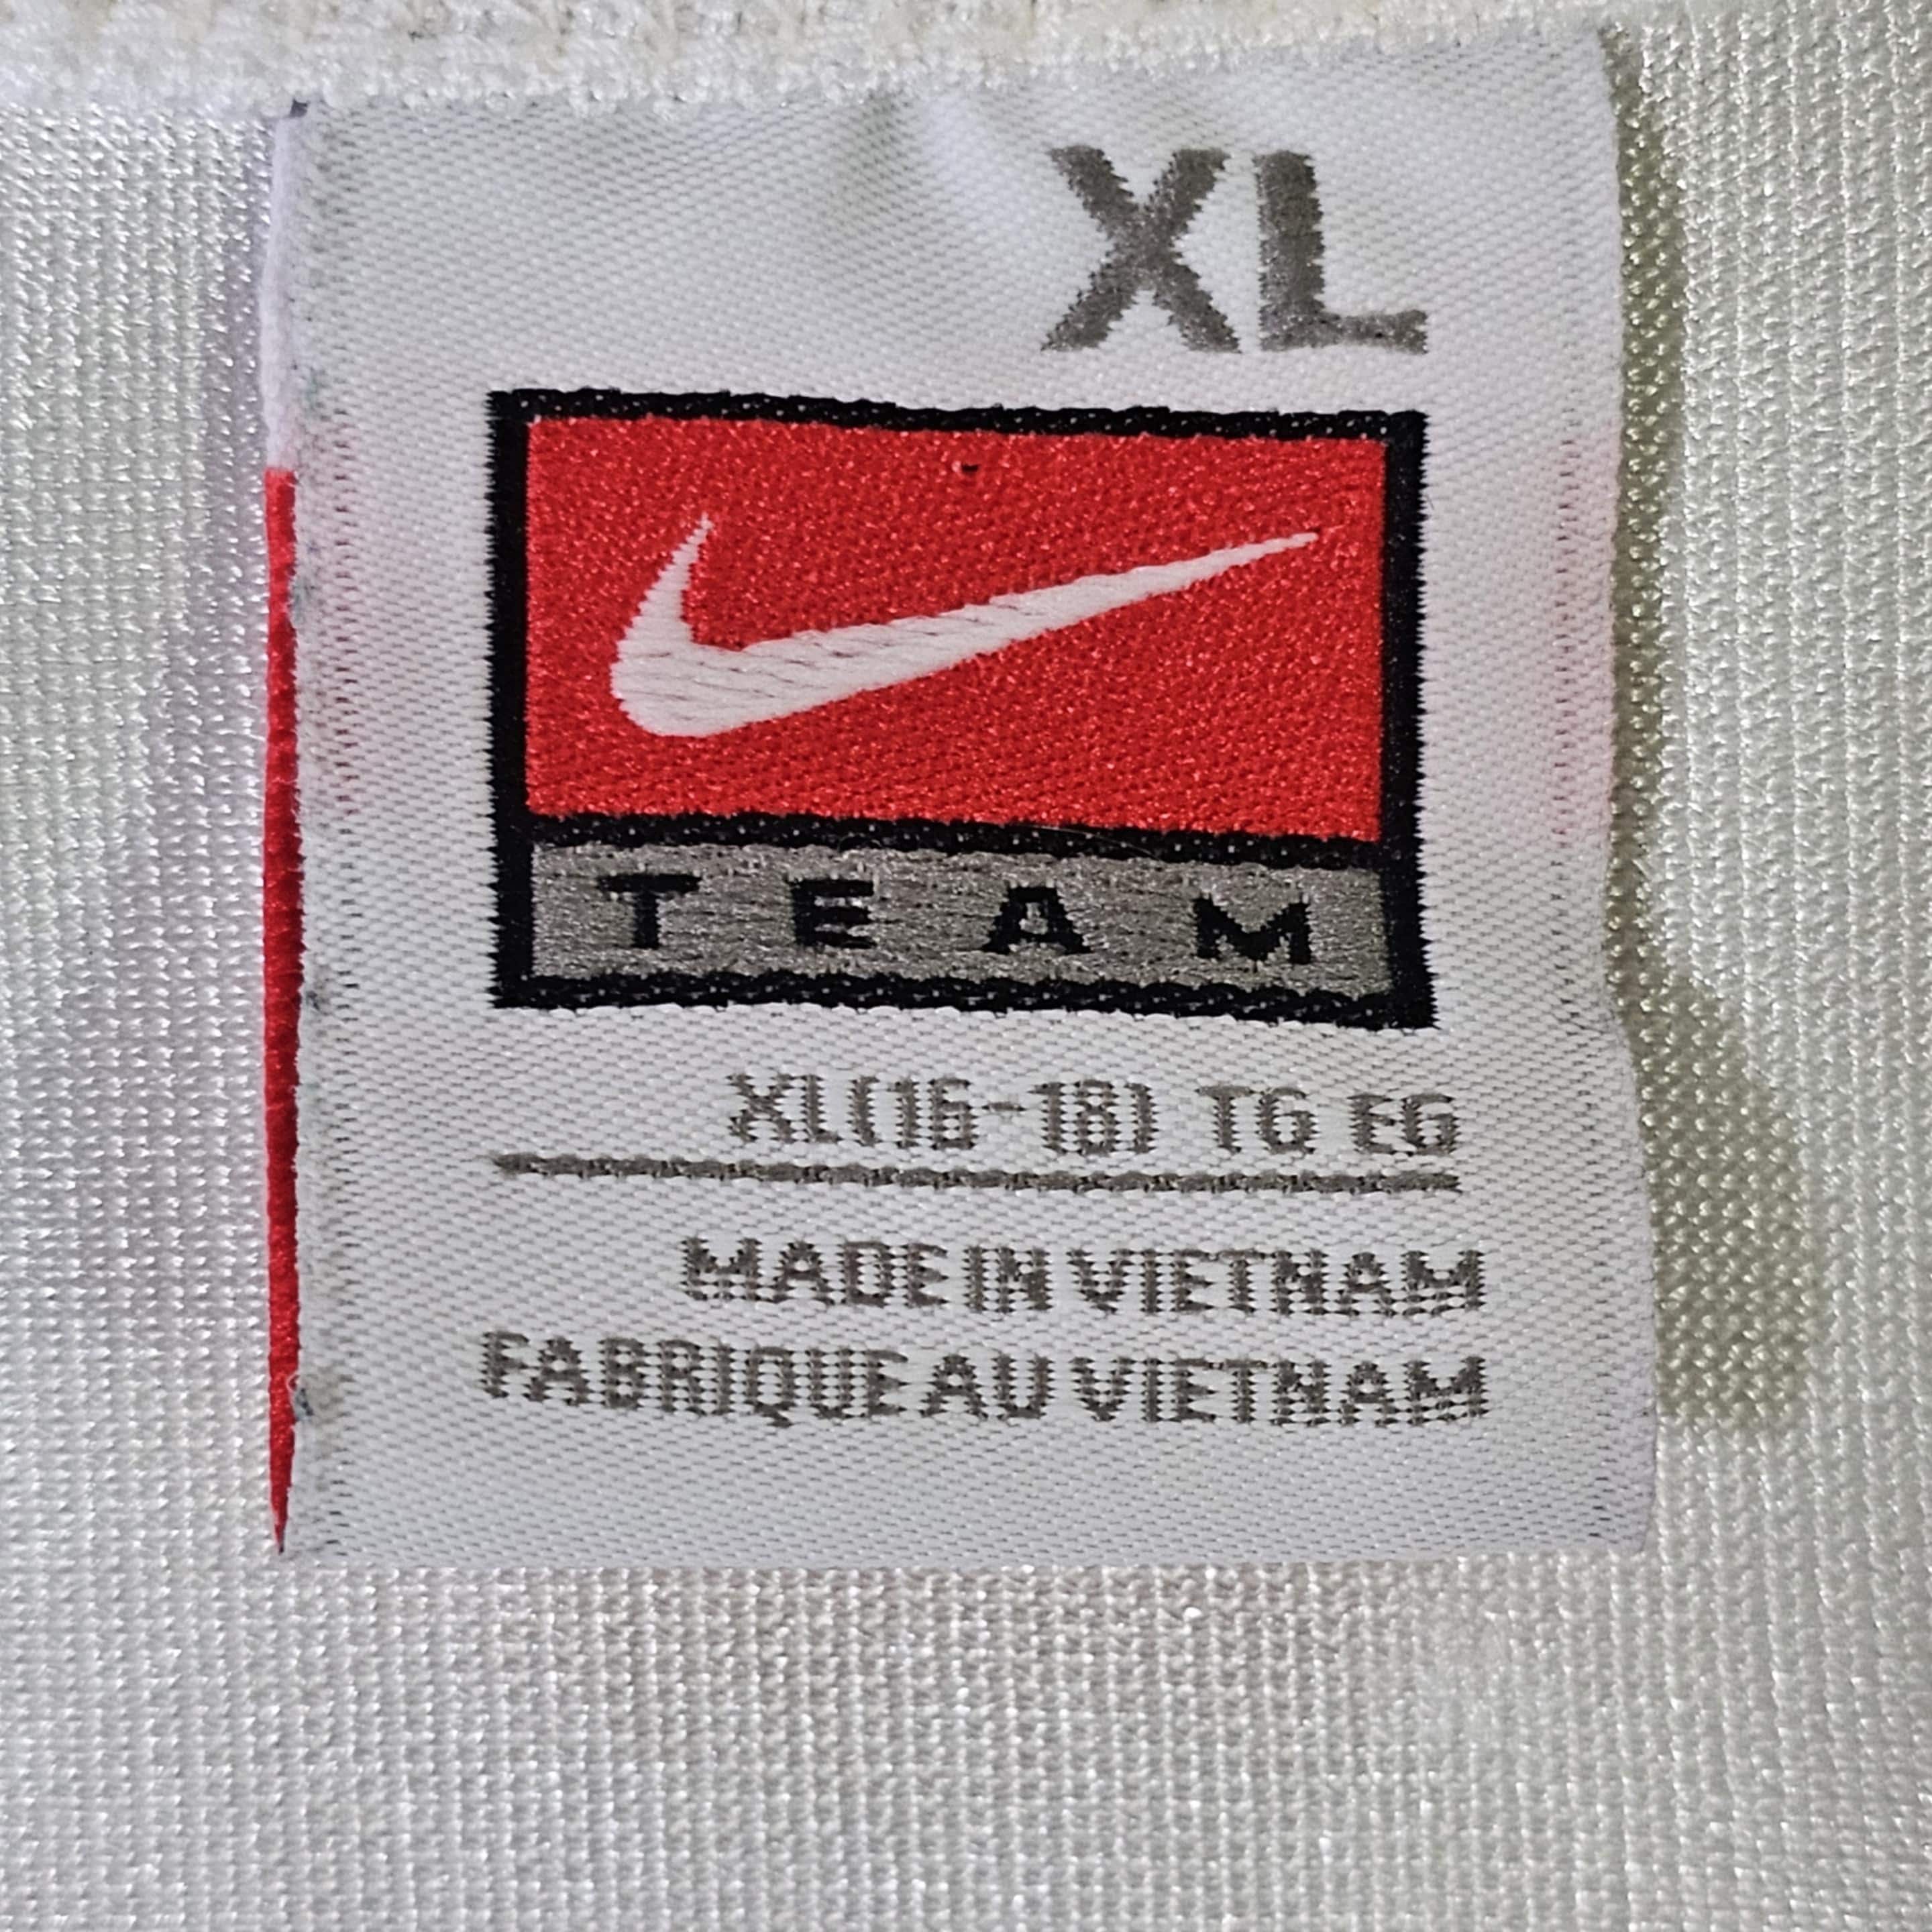 XL
TEAM
XL(16-18) TG EG
MADE IN VIETNAM
FABRIQUE AU VIETNAM